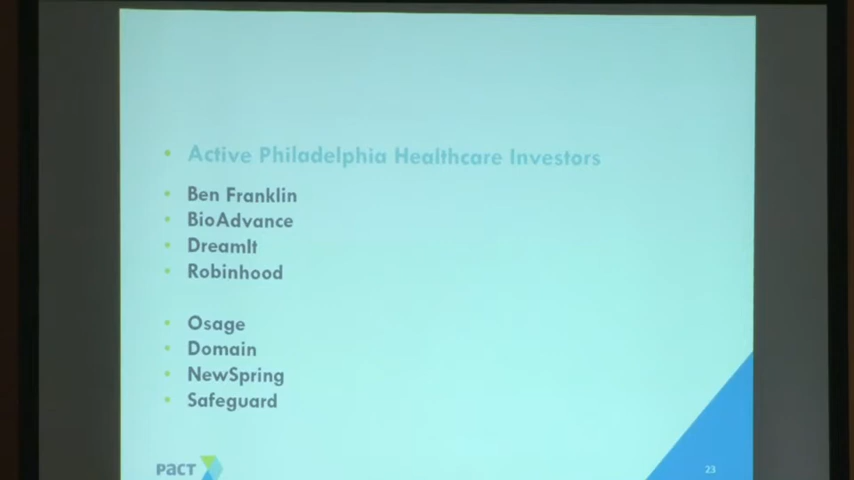 Active Philadelphia Healthcare Investors
Ben Franklin
BioAdvance
DreamIt
Robinhood
Osage
Domain
NewSpring
Safeguard
PACT
23